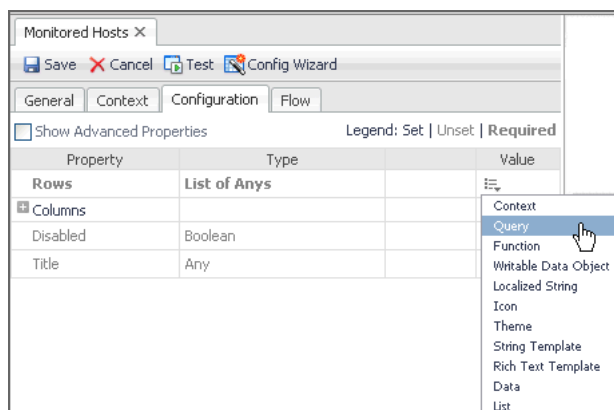 Monitored Hosts
Save Cancel Test Config Wizard
General Context Configuration Flow
Show Advanced Properties Legend: Set | Unset | Required
Property Type Value
Rows List of Anys
Columns
Disabled Boolean
Title Any
Context
Query
Function
Writable Data Object
Localized String
Icon
Theme
String Template
Rich Text Template
Data
List